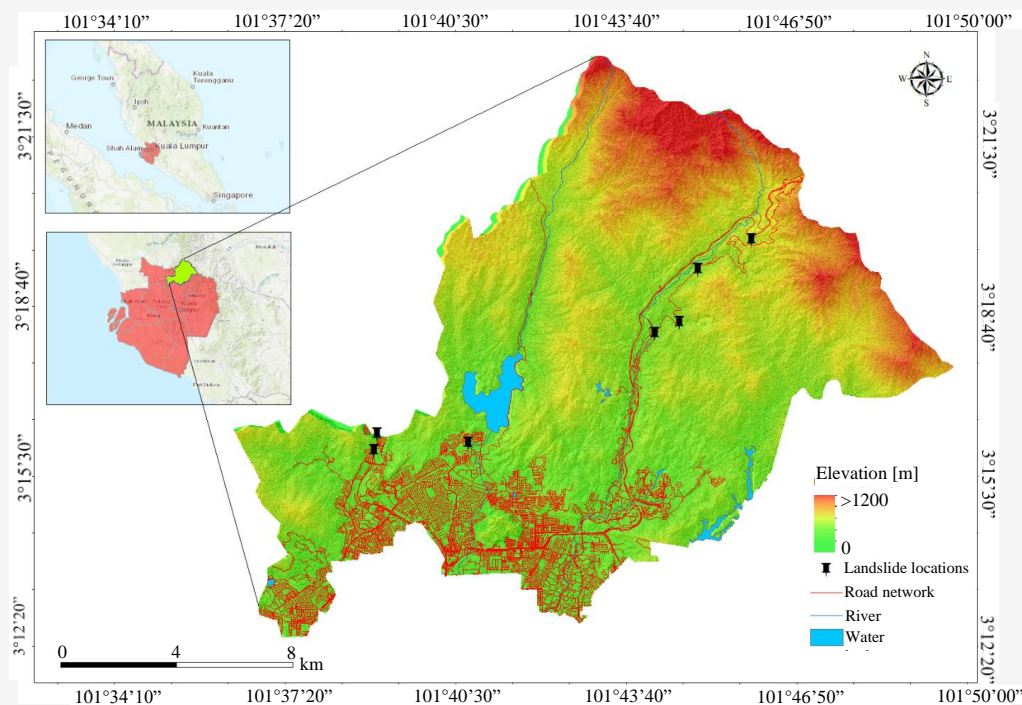 101°34'10” 101°37'20” 101°40'30” 101°43'40” 101°46'50” 101°50'00”
N
W E
S
George Town
Kuala
Terengganu
Ipoh
Medan
MALAYSIA
Kuantan
Shah Alam Kuala Lumpur
Singapore
3°21'30” 3°21'30”
3°18'40” 3°18'40”
3°15'30” 3°15'30”
3°12'20” 3°12'20”
Elevation [m]
>1200
0
Landslide locations
Road network
River
Water
0 4 8
km
101°34'10” 101°37'20” 101°40'30” 101°43'40” 101°46'50” 101°50'00”